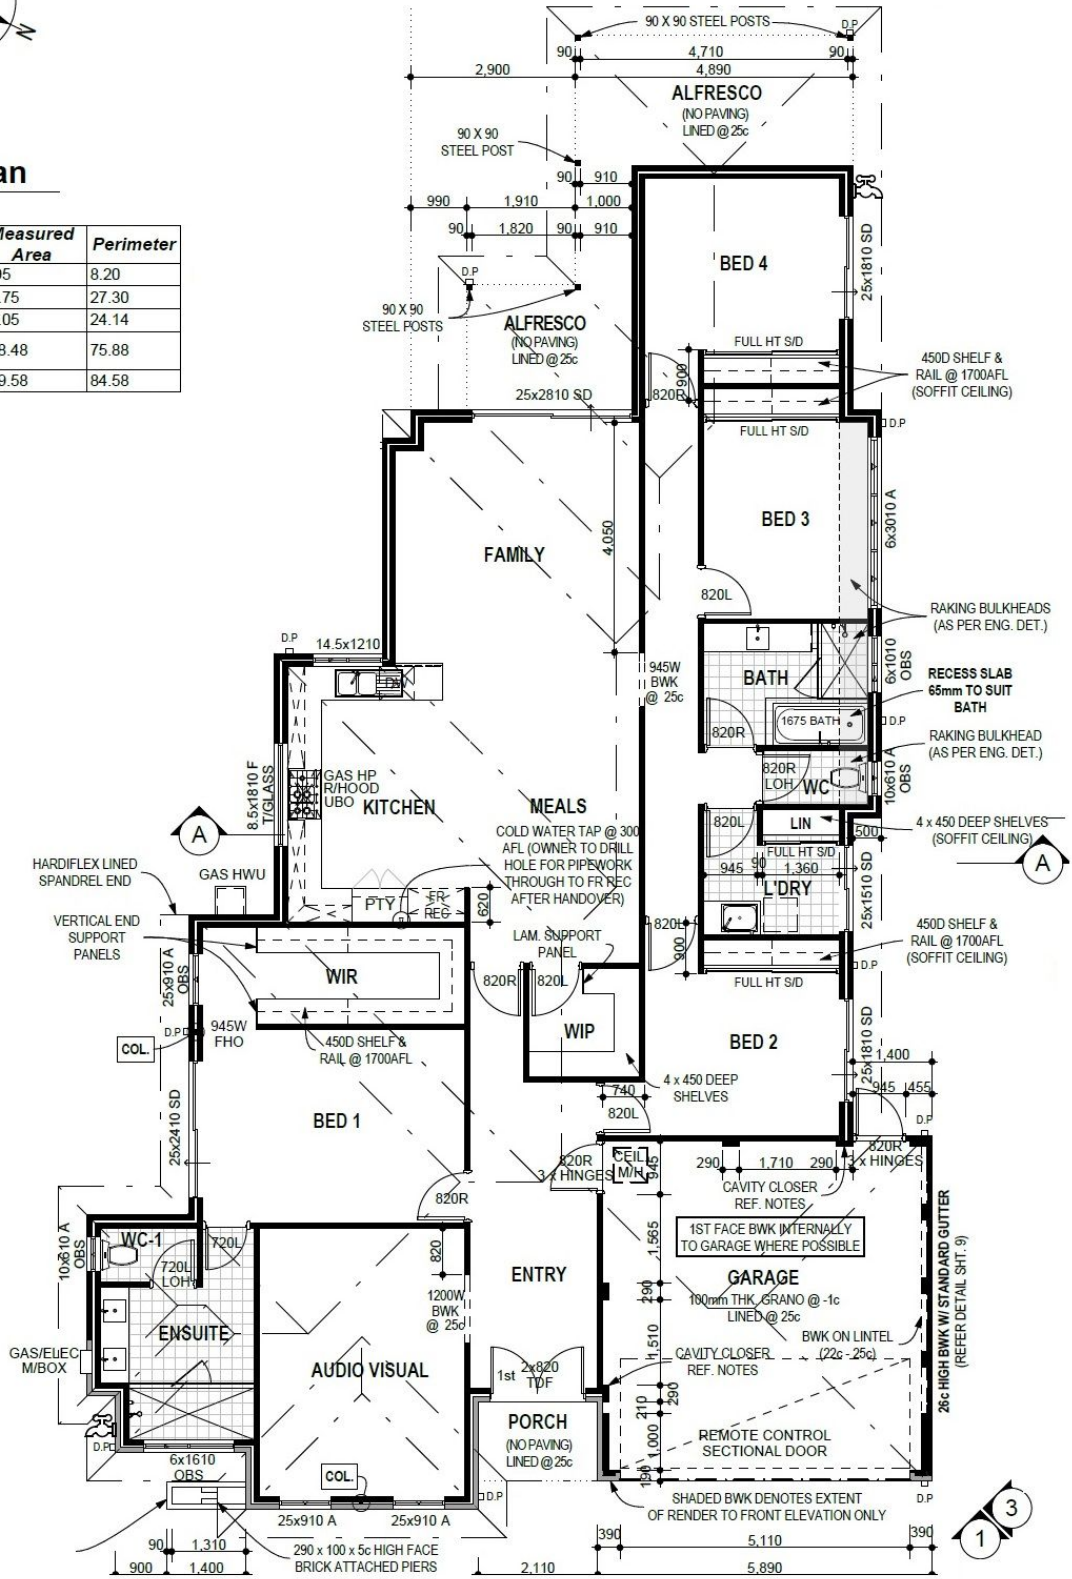 N
an
Measured Perimeter
Area
05 8.20
.75 27.30
.05 24.14
8.48 75.88
9.58 84.58
90 X 90 STEEL POSTS
D.P
90 4,710 90
2,900 4,890
ALFRESCO
(NO PAVING)
LINED @ 25c
90 X 90
STEEL POST
90 910
990 1,910 1,000
90 1,820 90 910
D.P
90 X 90
STEEL POSTS
ALFRESCO
(NO PAVING)
LINED @ 25c
25x2810 SD
BED 4
25x1810 SD
FULL HT S/D
900
820R
450D SHELF &
RAIL @ 1700AFL
(SOFFIT CEILING)
FULL HT S/D
D.P
BED 3
6x3010 A
4,050
FAMILY
820L
RAKING BULKHEADS
(AS PER ENG. DET.)
D.P
14.5x1210
945W
BWK
@ 25c
BATH
6x1010
OBS
RECESS SLAB
65mm TO SUIT
BATH
1675 BATH
D.P
820R
RAKING BULKHEAD
(AS PER ENG. DET.)
820R
LOH
WC
10x610 A
OBS
8.5x1810 F
T/GLASS
GAS HP
R/HOOD
UBO
KITCHEN
MEALS
COLD WATER TAP @ 300
AFL (OWNER TO DRILL
HOLE FOR PIPEWORK
THROUGH TO FR REC
AFTER HANDOVER)
A
820L
LIN
4 x 450 DEEP SHELVES
(SOFFIT CEILING)
500
FULL HT S/D
A
945 90 1,360
L'DRY
25x1510 SD
HARDIFLEX LINED
SPANDREL END
GAS HWU
PTY
FR
REC
620
VERTICAL END
SUPPORT
PANELS
LAM. SUPPORT
PANEL
820L
900
450D SHELF &
RAIL @ 1700AFL
(SOFFIT CEILING)
D.P
FULL HT S/D
WIR
25x910 A
OBS
820R
820L
D.P
945W
FHO
COL.
450D SHELF &
RAIL @ 1700AFL
WIP
BED 2
25x1810 SD
1,400
945 455
4 x 450 DEEP
SHELVES
740
820L
D.P
BED 1
25x2410 SD
820R
3 x HINGES
CEIL
M/H
945
290 1,710 290
820R
3 x HINGES
CAVITY CLOSER
REF. NOTES
820R
1ST FACE BWK INTERNALLY
TO GARAGE WHERE POSSIBLE
1,565
26c HIGH BWK W/ STANDARD GUTTER
(REFER DETAIL SHT. 9)
WC-1
10x610 A
OBS
720L
720L
LOH
820
1200W
BWK
@ 25c
ENTRY
GARAGE
100mm THK. GRANO @ -1c
LINED @ 25c
290
ENSUITE
BWK ON LINTEL
(22c - 25c)
1,510
GAS/ELEC
M/BOX
AUDIO VISUAL
CAVITY CLOSER
REF. NOTES
1st
2x820
TDF
290
210
PORCH
(NO PAVING)
LINED @ 25c
REMOTE CONTROL
SECTIONAL DOOR
1,000
190
D.P
6x1610
OBS
COL.
D.P
D.P
25x910 A 25x910 A
SHADED BWK DENOTES EXTENT
OF RENDER TO FRONT ELEVATION ONLY
3
1
90 1,310
290 x 100 x 5c HIGH FACE
BRICK ATTACHED PIERS
390 5,110 390
900 1,400 2,110 5,890